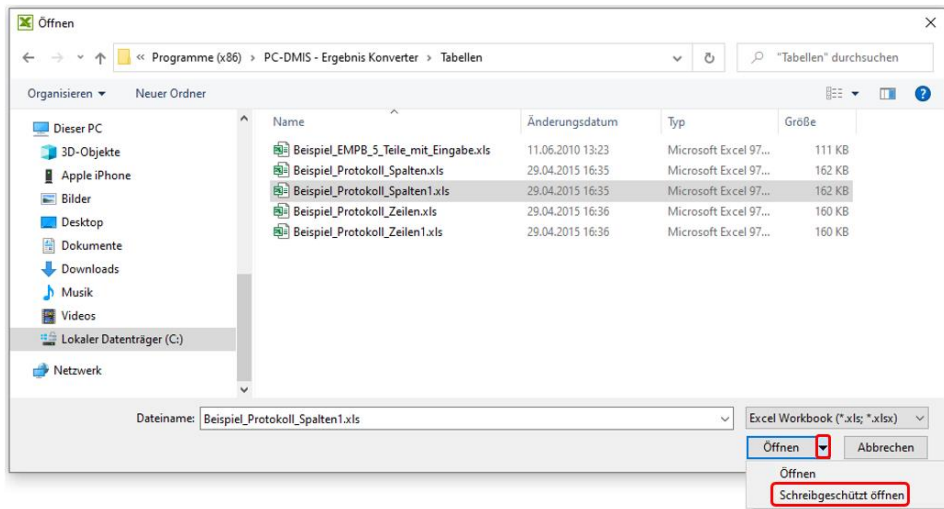 Öffnen
« Programme (x86) › PC-DMIS - Ergebnis Konverter › Tabellen
"Tabellen" durchsuchen
Organisieren
Neuer Ordner
Dieser PC
3D-Objekte
Apple iPhone
Bilder
Desktop
Dokumente
Downloads
Musik
Videos
Lokaler Datenträger (C:)
Netzwerk
Name Änderungsdatum Typ Größe
Beispiel_EMPB_5_Teile_mit_Eingabe.xls 11.06.2010 13:23 Microsoft Excel 97... 111 KB
Beispiel_Protokoll_Spalten.xls 29.04.2015 16:35 Microsoft Excel 97... 162 KB
Beispiel_Protokoll_Spalten1.xls 29.04.2015 16:35 Microsoft Excel 97... 162 KB
Beispiel_Protokoll_Zeilen.xls 29.04.2015 16:36 Microsoft Excel 97... 160 KB
Beispiel_Protokoll_Zeilen1.xls 29.04.2015 16:36 Microsoft Excel 97... 160 KB
Dateiname: Beispiel_Protokoll_Spalten1.xls
Excel Workbook (*.xls; *.xlsx)
Öffnen
Abbrechen
Öffnen
Schreibgeschützt öffnen